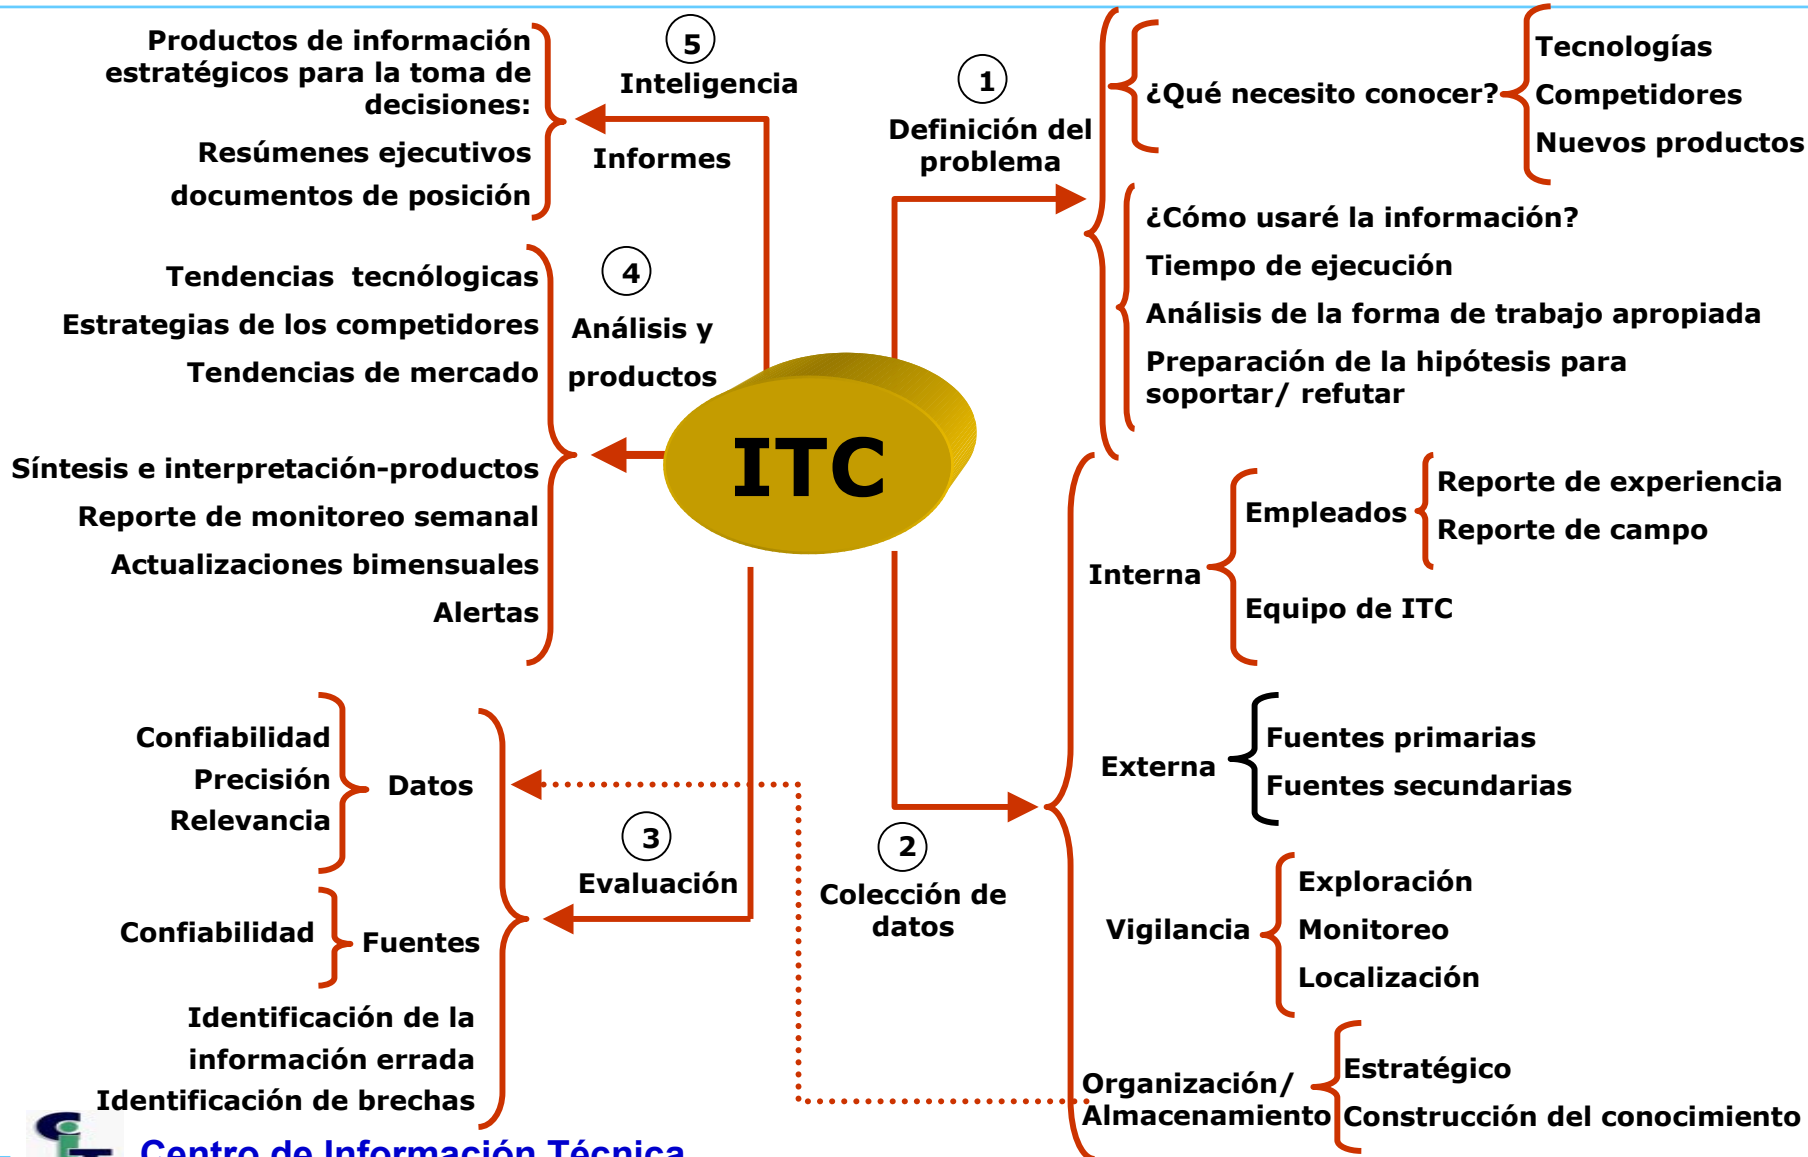 Productos de información
estratégicos para la toma de
decisiones:
Resúmenes ejecutivos
documentos de posición
5
Inteligencia
Informes
1
Definición del
problema
¿Qué necesito conocer?
Tecnologías
Competidores
Nuevos productos
¿Cómo usaré la información?
Tiempo de ejecución
Análisis de la forma de trabajo apropiada
Preparación de la hipótesis para
soportar/ refutar
Tendencias tecnólogicas
Estrategias de los competidores
Tendencias de mercado
4
Análisis y
productos
Síntesis e interpretación-productos
Reporte de monitoreo semanal
Actualizaciones bimensuales
Alertas
ITC
Interna
Empleados
Reporte de experiencia
Reporte de campo
Equipo de ITC
Externa
Fuentes primarias
Fuentes secundarias
Confiabilidad
Precisión
Relevancia
Datos
3
Evaluación
2
Colección de
datos
Vigilancia
Exploración
Monitoreo
Localización
Confiabilidad
Fuentes
Identificación de la
información errada
Identificación de brechas
Organización/
Almacenamiento
Estratégico
Construcción del conocimiento
Centro de Información Técnica